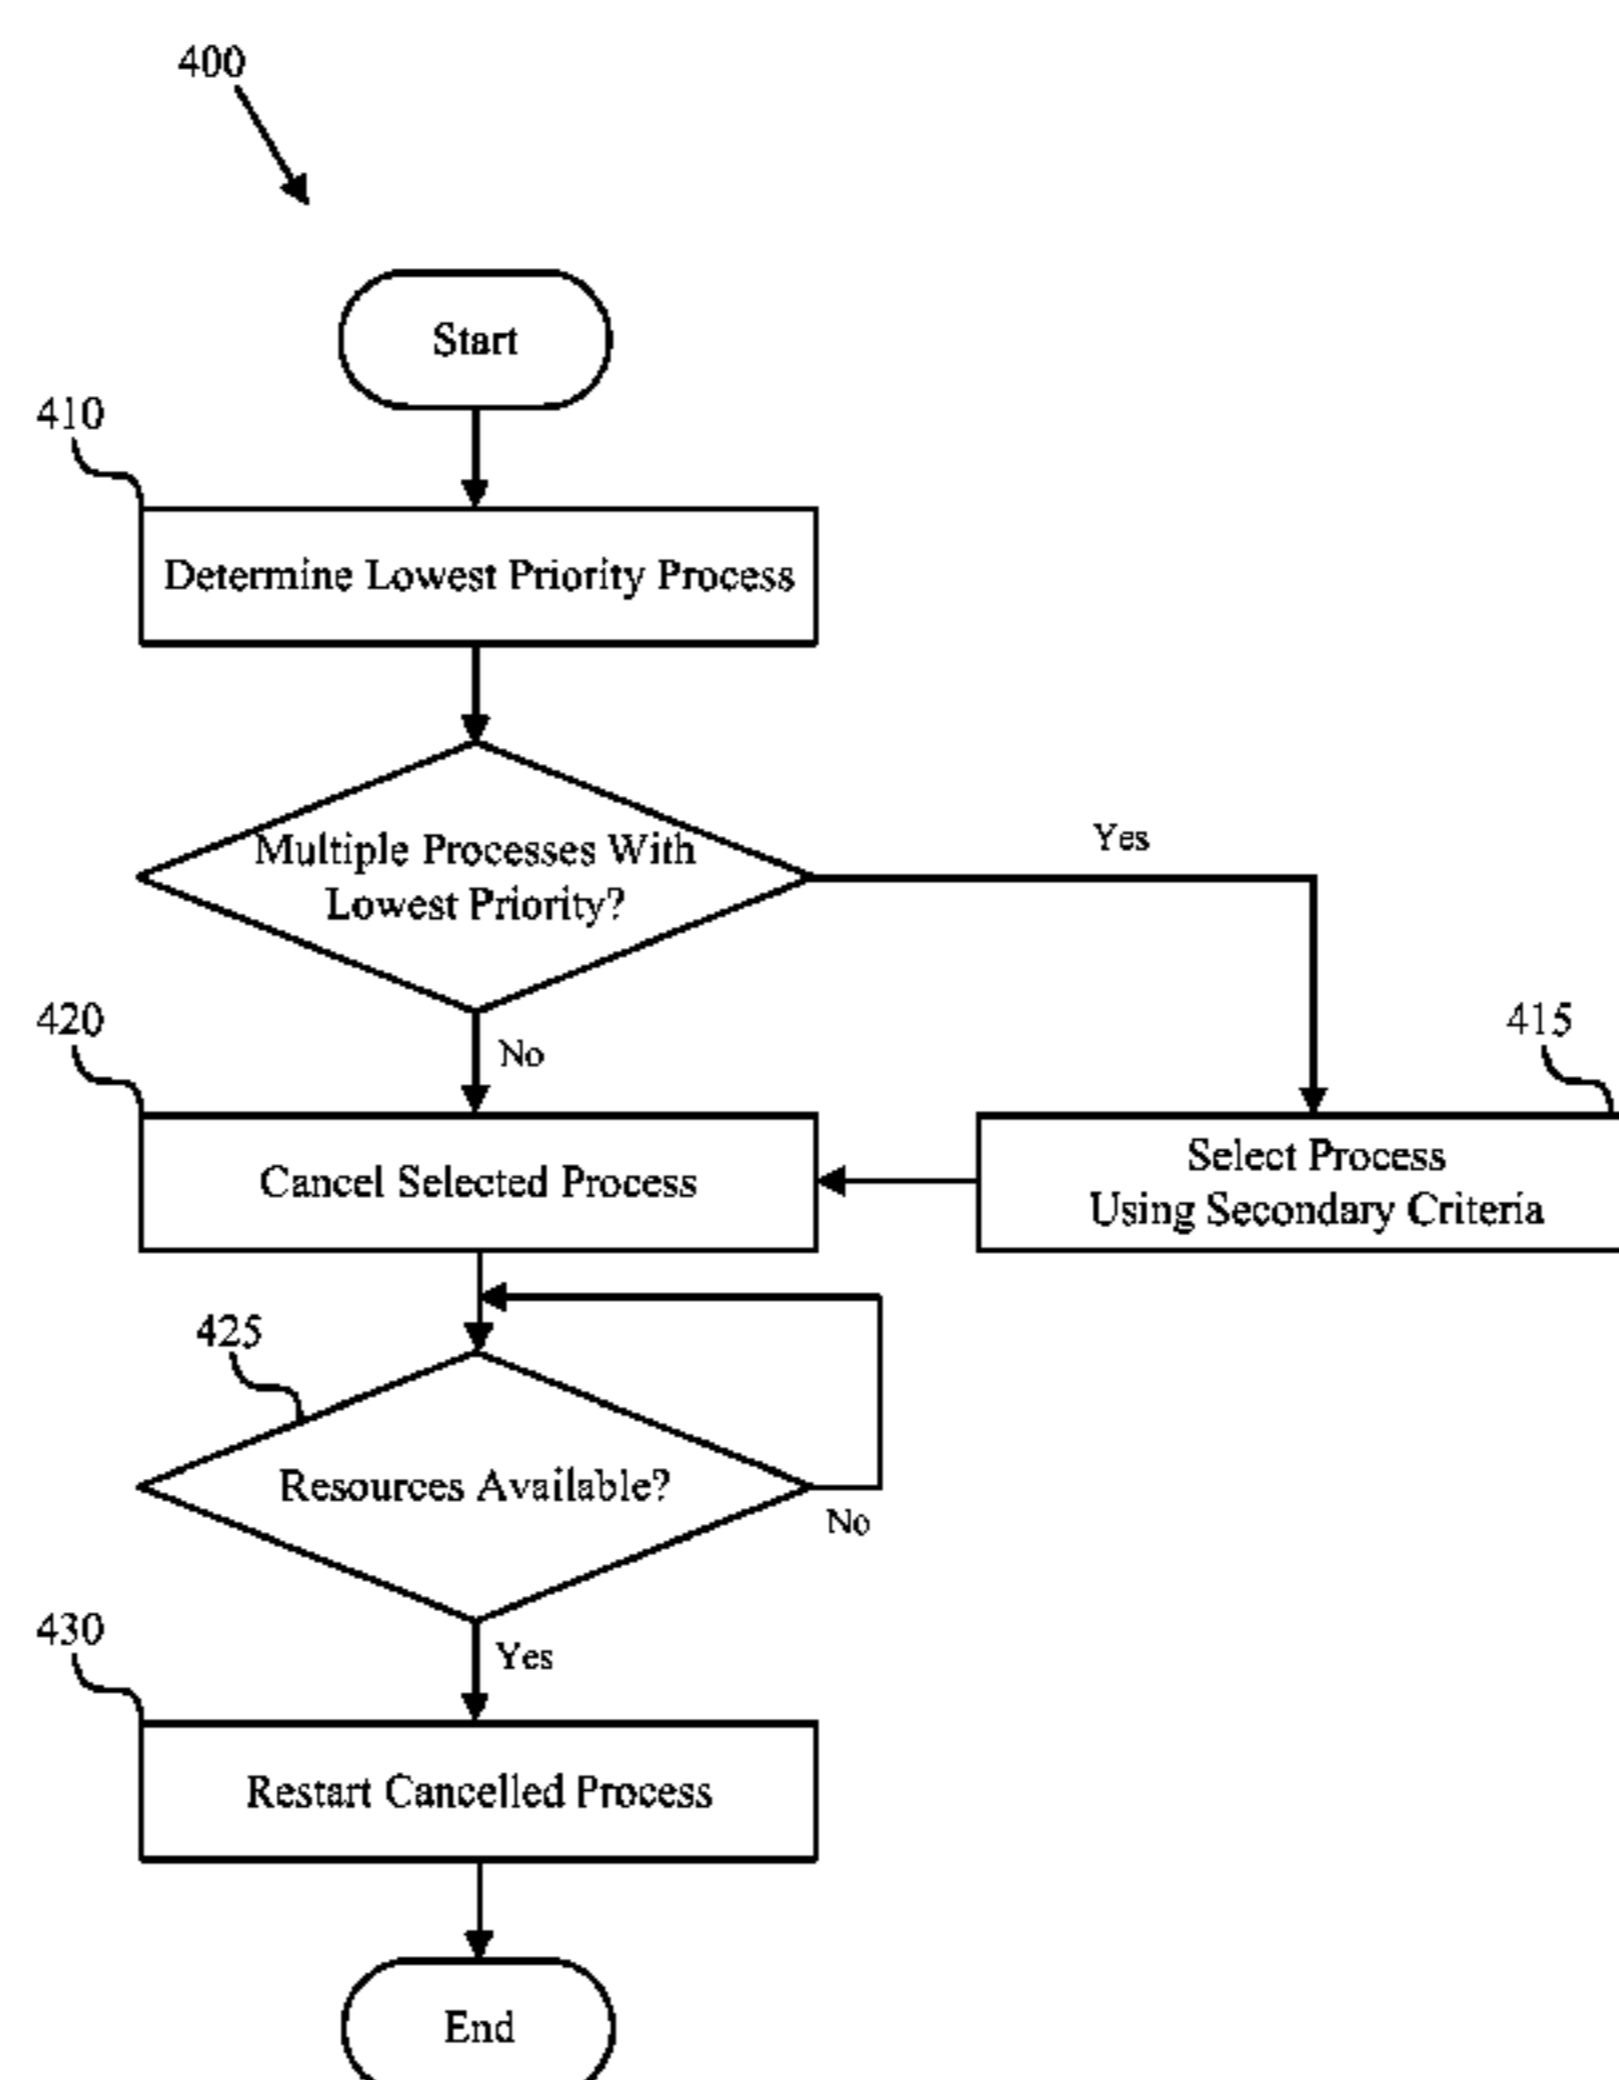 400
Start
410
Determine Lowest Priority Process
Multiple Processes With
Lowest Priority?
Yes
No
420
Cancel Selected Process
415
Select Process
Using Secondary Criteria
425
Resources Available?
No
Yes
430
Restart Cancelled Process
End